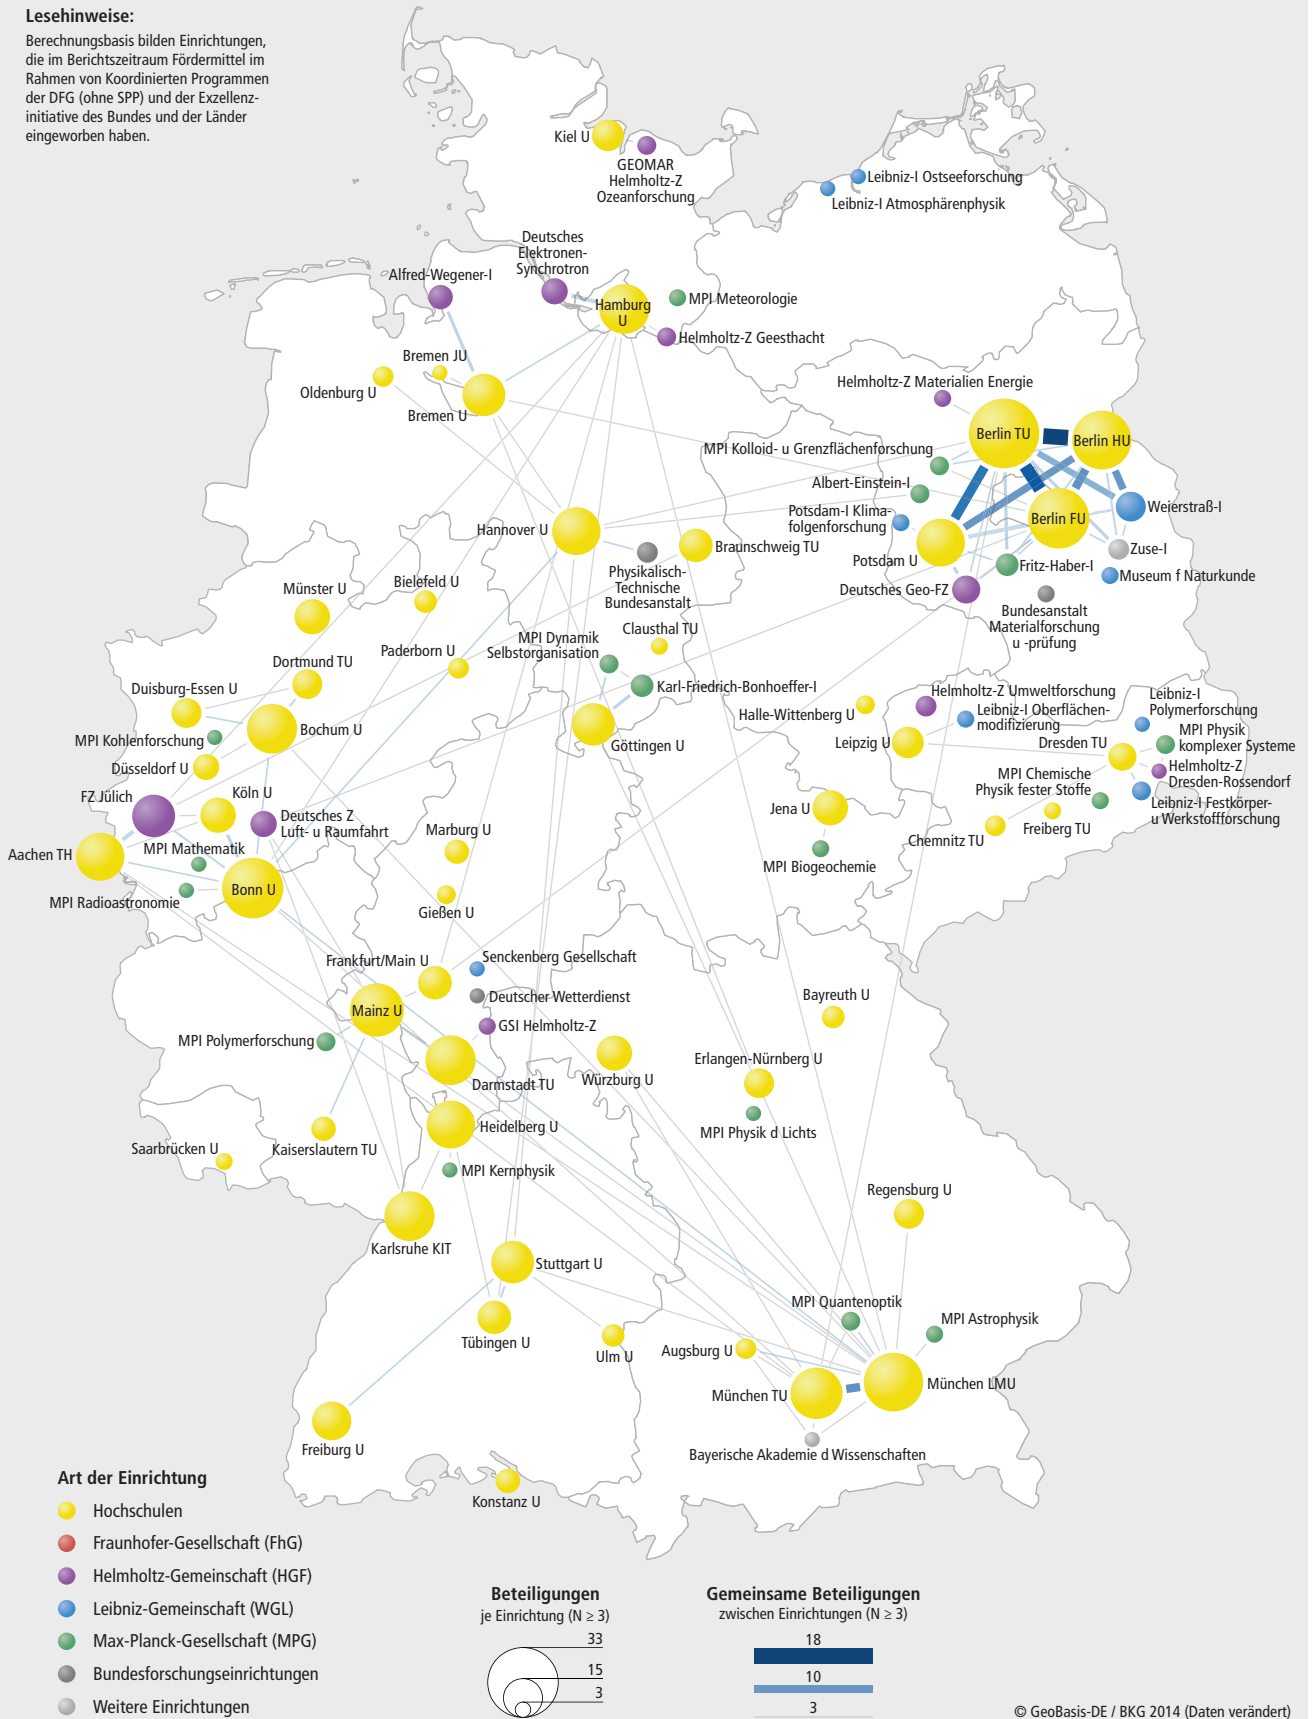 Lesehinweise:
Berechnungsbasis bilden Einrichtungen,
die im Berichtszeitraum Fördermittel im
Rahmen von Koordinierten Programmen
der DFG (ohne SPP) und der Exzellenz-
initiative des Bundes und der Länder
eingeworben haben.
Kiel U
GEOMAR
Helmholtz-Z
Ozeanforschung
Leibniz-I Ostseeforschung
Leibniz-I Atmosphärenphysik
Deutsches
Elektronen-
Synchrotron
Alfred-Wegener-I
Hamburg
U
MPI Meteorologie
Helmholtz-Z Geesthacht
Bremen JU
Oldenburg U
Bremen U
Helmholtz-Z Materialien Energie
Berlin TU
Berlin HU
MPI Kolloid- u Grenzflächenforschung
Albert-Einstein-I
Potsdam-I Klima-
folgenforschung
Berlin FU
Weierstraß-I
Hannover U
Braunschweig TU
Zuse-I
Potsdam U
Fritz-Haber-I
Museum f Naturkunde
Physikalisch-
Technische
Bundesanstalt
Deutsches Geo-FZ
Bundesanstalt
Materialforschung
u -prüfung
Münster U
Bielefeld U
Clausthal TU
MPI Dynamik
Selbstorganisation
Paderborn U
Dortmund TU
Karl-Friedrich-Bonhoeffer-I
Duisburg-Essen U
Helmholtz-Z Umweltforschung
Leibniz-I
Polymerforschung
Halle-Wittenberg U
Leibniz-I Oberflächen-
modifizierung
Bochum U
MPI Kohlenforschung
Göttingen U
Leipzig U
Dresden TU
MPI Physik
komplexer Systeme
Düsseldorf U
Helmholtz-Z
Dresden-Rossendorf
MPI Chemische
Physik fester Stoffe
FZ Jülich
Köln U
Leibniz-I Festkörper-
u Werkstoffforschung
Deutsches Z
Luft- u Raumfahrt
Jena U
Freiberg TU
Marburg U
Chemnitz TU
Aachen TH
MPI Mathematik
MPI Biogeochemie
Bonn U
MPI Radioastronomie
Gießen U
Frankfurt/Main U
Senckenberg Gesellschaft
Deutscher Wetterdienst
Bayreuth U
Mainz U
GSI Helmholtz-Z
MPI Polymerforschung
Erlangen-Nürnberg U
Darmstadt TU
Würzburg U
Heidelberg U
MPI Physik d Lichts
Saarbrücken U
Kaiserslautern TU
MPI Kernphysik
Regensburg U
Karlsruhe KIT
Stuttgart U
MPI Quantenoptik
MPI Astrophysik
Tübingen U
Ulm U
Augsburg U
München TU
München LMU
Freiburg U
Bayerische Akademie d Wissenschaften
Konstanz U
Art der Einrichtung
Hochschulen
Fraunhofer-Gesellschaft (FhG)
Helmholtz-Gemeinschaft (HGF)
Leibniz-Gemeinschaft (WGL)
Max-Planck-Gesellschaft (MPG)
Bundesforschungseinrichtungen
Weitere Einrichtungen
Beteiligungen
je Einrichtung (N ≥ 3)
33
15
3
Gemeinsame Beteiligungen
zwischen Einrichtungen (N ≥ 3)
18
10
3
© GeoBasis-DE / BKG 2014 (Daten verändert)